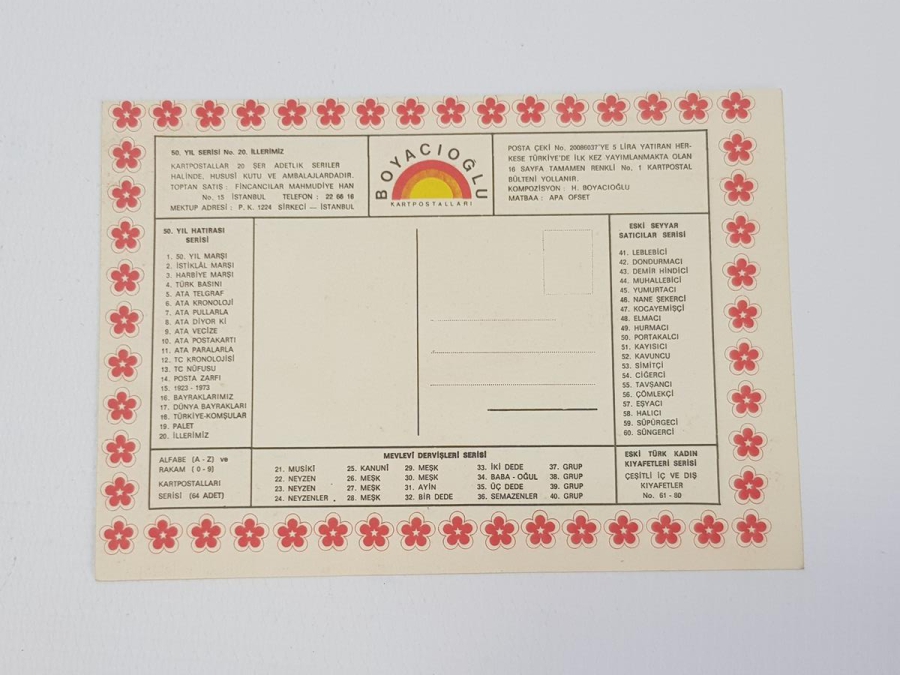 50. YIL SERİSİ No. 20. İLLERİMİZ
KARTPOSTALLAR 20 ŞER ADETLİK SERİLER
HALİNDE, HUSUSİ KUTU VE AMBALAJLARDADIR.
TOPTAN SATIŞ : FİNCANCILAR MAHMUDİYE HAN
No. 15 İSTANBUL TELEFON : 22 66 16
MEKTUP ADRESİ : P. K. 1224 SİRKECİ — İSTANBUL
BOYACIOĞLU
KARTPOSTALLARI
POSTA ÇEKİ No. 20080037'YE 5 LİRA YATIRAN HER-
KESE TÜRKİYE'DE İLK KEZ YAYIMLANMAKTA OLAN
16 SAYFA TAMAMEN RENKLİ No. 1 KARTPOSTAL
BÜLTENİ YOLLANIR.
KOMPOZİSYON : H. BOYACIOĞLU
MATBAA : APA OFSET
50. YIL HATIRASI
SERİSİ
1. 50. YIL MARŞI
2. İSTİKLÂL MARŞI
3. HARBİYE MARŞI
4. TÜRK BASINI
5. ATA TELGRAF
6. ATA KRONOLOJİ
7. ATA PULLARLA
8. ATA DİYOR Kİ
9. ATA VECİZE
10. ATA POSTAKARTI
11. ATA PARALARLA
12. TC KRONOLOJİSİ
13. TC NÜFUSU
14. POSTA ZARFI
15. 1923 - 1973
16. BAYRAKLARIMIZ
17. DÜNYA BAYRAKLARI
18. TÜRKİYE-KOMŞULAR
19. PALET
20. İLLERİMİZ
ESKİ SEYYAR
SATICILAR SERİSİ
41. LEBLEBİCİ
42. DONDURMACI
43. DEMİR HİNDİCİ
44. MUHALLEBİCİ
45. YUMURTACI
46. NANE ŞEKERCİ
47. KOCAYEMİŞÇİ
48. ELMACI
49. HURMACI
50. PORTAKALCI
51. KAYISICI
52. KAVUNCU
53. SİMİTÇİ
54. CİĞERCİ
55. TAVŞANCI
56. ÇÖMLEKÇİ
57. EŞYACI
58. HALICI
59. SÜPÜRGECİ
60. SÜNGERCİ
ALFABE (A - Z) ve
RAKAM ( 0 - 9)
KARTPOSTALLARI
SERİSİ (64 ADET)
MEVLEVİ DERVİŞLERİ SERİSİ
21. MUSİKİ 25. KANUNİ 29. MEŞK 33. İKİ DEDE 37. GRUP
22. NEYZEN 26. MEŞK 30. MEŞK 34. BABA - OĞUL 38. GRUP
23. NEYZEN 27. MEŞK 31. AYİN 35. ÜÇ DEDE 39. GRUP
24. NEYZENLER 28. MEŞK 32. BİR DEDE 36. SEMAZENLER 40. GRUP
ESKİ TÜRK KADIN
KIYAFETLERİ SERİSİ
ÇEŞİTLİ İÇ VE DIŞ
KIYAFETLER
No. 61 - 80